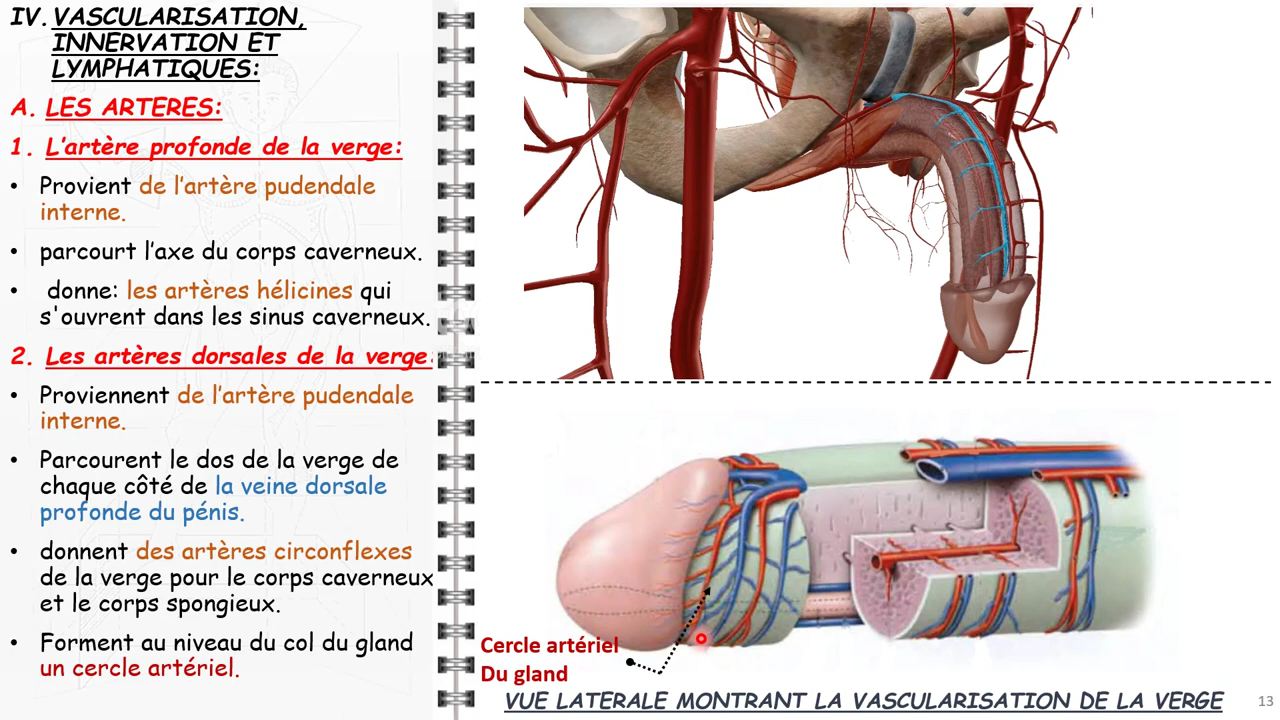 IV. VASCULARISATION,
INNERVATION ET
LYMPHATIQUES:
A. LES ARTERES:
1. L'artère profonde de la verge:
• Provient de l'artère pudendale
interne.
• parcourt l'axe du corps caverneux.
• donne: les artères hélicines qui
s'ouvrent dans les sinus caverneux.
2. Les artères dorsales de la verge:
• Proviennent de l'artère pudendale
interne.
• Parcourent le dos de la verge de
chaque côté de la veine dorsale
profonde du pénis.
• donnent des artères circonflexes
de la verge pour le corps caverneux
et le corps spongieux.
• Forment au niveau du col du gland
un cercle artériel.
Cercle artériel
Du gland
VUE LATERALE MONTRANT LA VASCULARISATION DE LA VERGE
13